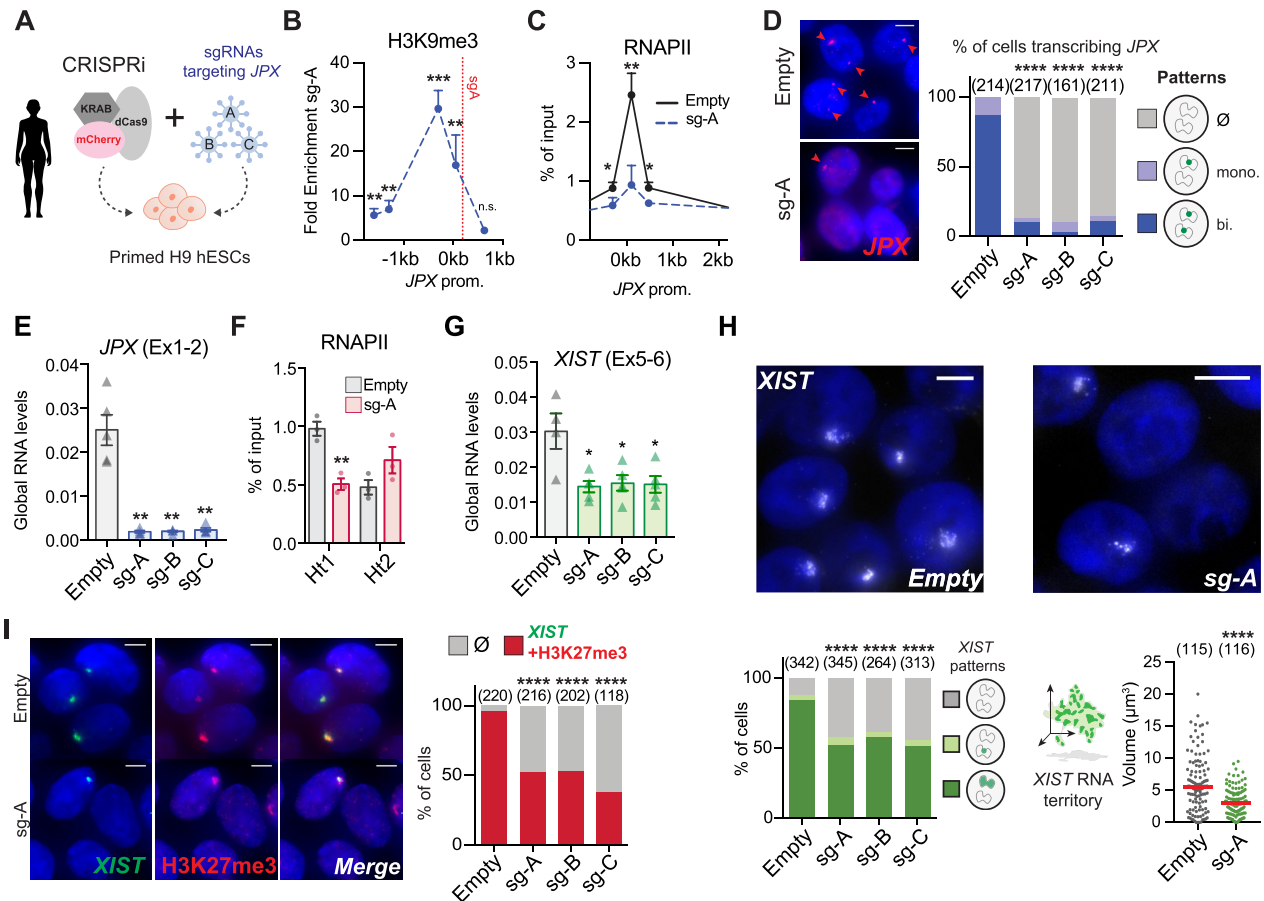 A
CRISPRi
sgRNAs
targeting JPX
KRAB
dCas9
mCherry
+
A
B
C
Primed H9 hESCs
B
H3K9me3
Fold Enrichment sg-A
40
30
20
10
0
***
**
** **
n.s.
sgA
-1kb 0kb 1kb
JPX prom.
C
RNAPII
% of input
3
2
1
0
**
*
*
Empty
sg-A
0kb 1kb 2kb
JPX prom.
D
Empty
sg-A
JPX
% of cells transcribing JPX
**** **** ****
(214) (217) (161) (211)
100
50
0
Empty
sg-A
sg-B
sg-C
Patterns
Ø
mono.
bi.
E
JPX (Ex1-2)
Global RNA levels
0.04
0.03
0.02
0.01
0.00
** ** **
Empty
sg-A
sg-B
sg-C
F
RNAPII
% of input
1.5
1.0
0.5
0.0
Empty
sg-A
**
Ht1
Ht2
G
XIST (Ex5-6)
Global RNA levels
0.05
0.04
0.03
0.02
0.01
0.00
* * *
Empty
sg-A
sg-B
sg-C
H
XIST
Empty
sg-A
% of cells
100
50
0
**** **** ****
(342) (345) (264) (313)
Empty
sg-A
sg-B
sg-C
XIST
patterns
XIST RNA
territory
Volume (µm³)
25
20
15
10
5
0
****
(115) (116)
Empty
sg-A
I
Empty
sg-A
XIST
H3K27me3
Merge
Ø
XIST
+H3K27me3
**** **** ****
(220) (216) (202) (118)
% of cells
100
50
0
Empty
sg-A
sg-B
sg-C